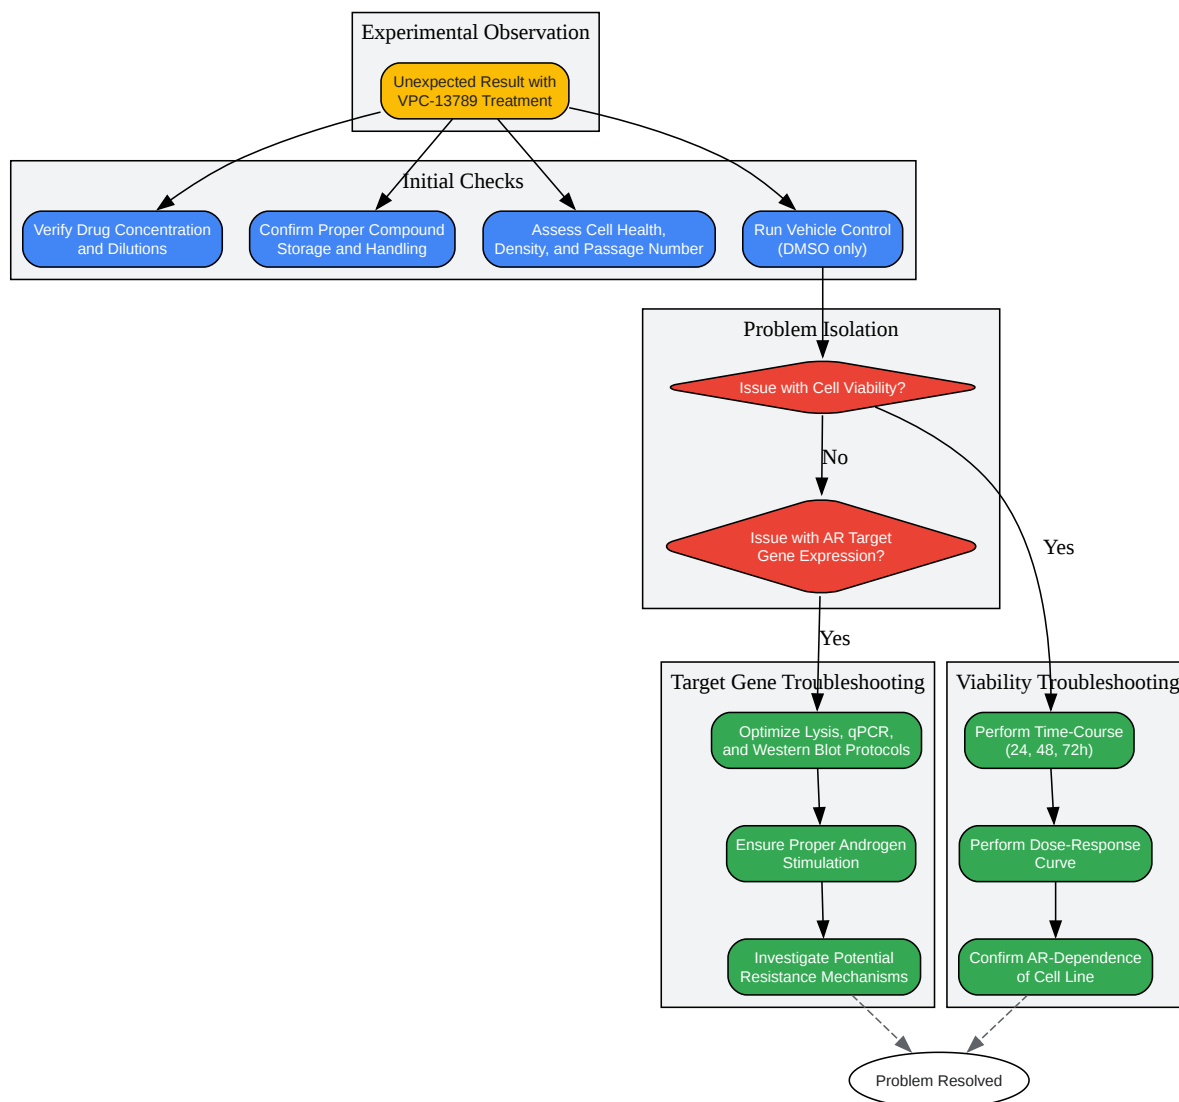 Experimental Observation
Unexpected Result with
VPC-13789 Treatment
Initial Checks
Verify Drug Concentration
and Dilutions
Confirm Proper Compound
Storage and Handling
Assess Cell Health,
Density, and Passage Number
Run Vehicle Control
(DMSO only)
Problem Isolation
Issue with Cell Viability?
No
Issue with AR Target
Gene Expression?
Yes
Yes
Target Gene Troubleshooting
Optimize Lysis, qPCR,
and Western Blot Protocols
Ensure Proper Androgen
Stimulation
Investigate Potential
Resistance Mechanisms
Viability Troubleshooting
Perform Time-Course
(24, 48, 72h)
Perform Dose-Response
Curve
Confirm AR-Dependence
of Cell Line
Problem Resolved